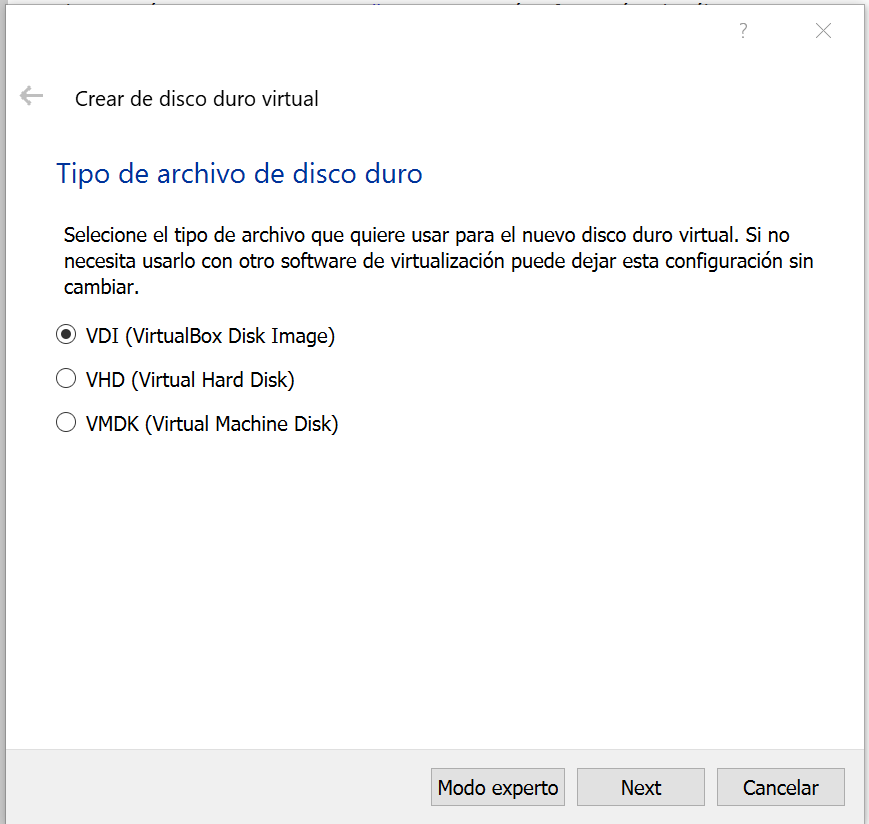 ?
Crear de disco duro virtual
Tipo de archivo de disco duro
Selecione el tipo de archivo que quiere usar para el nuevo disco duro virtual. Si no
necesita usarlo con otro software de virtualización puede dejar esta configuración sin
cambiar.
VDI (VirtualBox Disk Image)
VHD (Virtual Hard Disk)
VMDK (Virtual Machine Disk)
Modo experto
Next
Cancelar